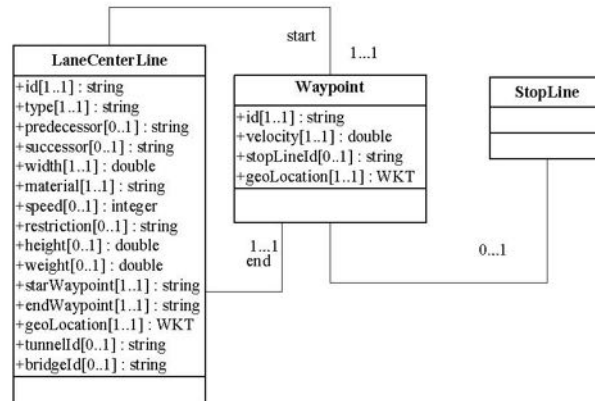 start
1...1
LaneCenterLine
+id[1..1] : string
+type[1..1] : string
+predecessor[0..1] : string
+successor[0..1] : string
+width[1..1] : double
+material[1..1] : string
+speed[0..1] : integer
+restriction[0..1] : string
+height[0..1] : double
+weight[0..1] : double
+starWaypoint[1..1] : string
+endWaypoint[1..1] : string
+geoLocation[1..1] : WKT
+tunnelId[0..1] : string
+bridgeId[0..1] : string
Waypoint
+id[1..1] : string
+velocity[1..1] : double
+stopLineId[0..1] : string
+geoLocation[1..1] : WKT
StopLine
1...1
end
0...1